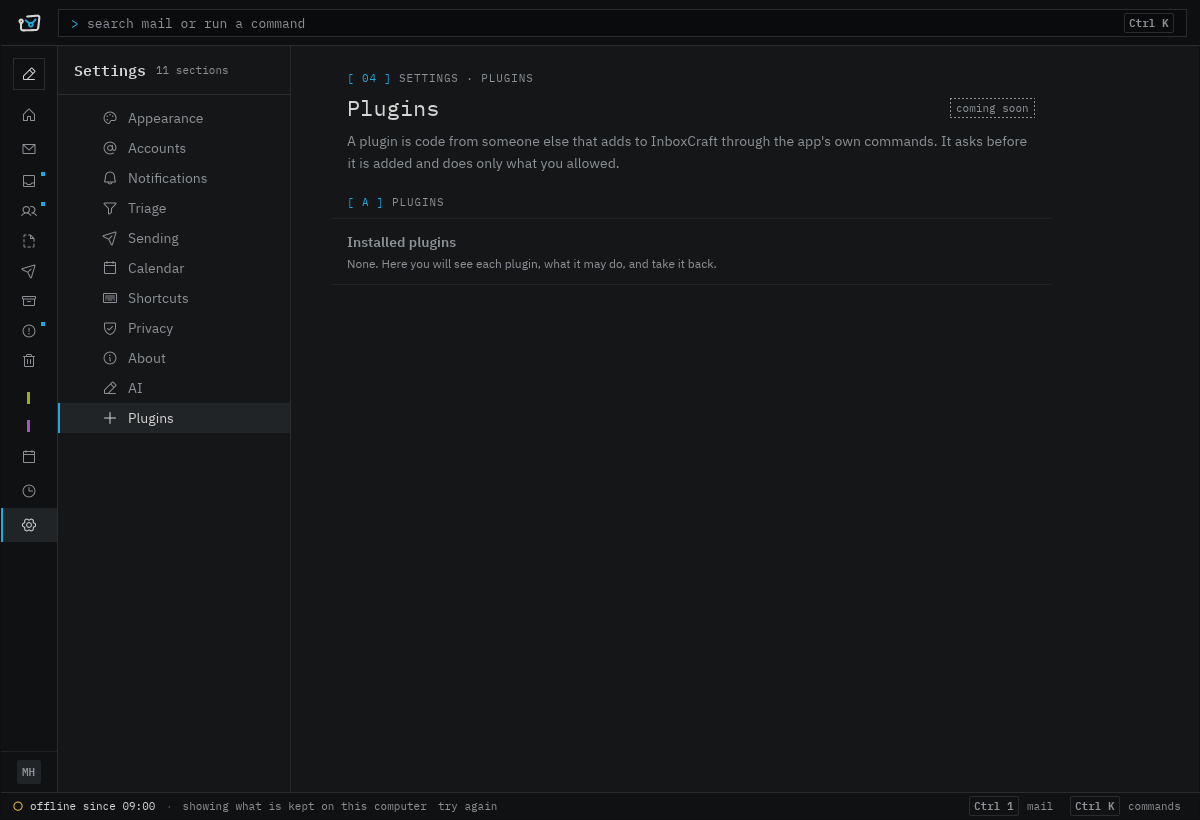 > search mail or run a command Ctrl K
Settings 11 sections
Appearance
Accounts
Notifications
Triage
Sending
Calendar
Shortcuts
Privacy
About
AI
Plugins
[ 04 ] SETTINGS · PLUGINS
Plugins
coming soon
A plugin is code from someone else that adds to InboxCraft through the app's own commands. It asks before
it is added and does only what you allowed.
[ A ] PLUGINS
Installed plugins
None. Here you will see each plugin, what it may do, and take it back.
MH
offline since 09:00 · showing what is kept on this computer try again Ctrl 1 mail Ctrl K commands